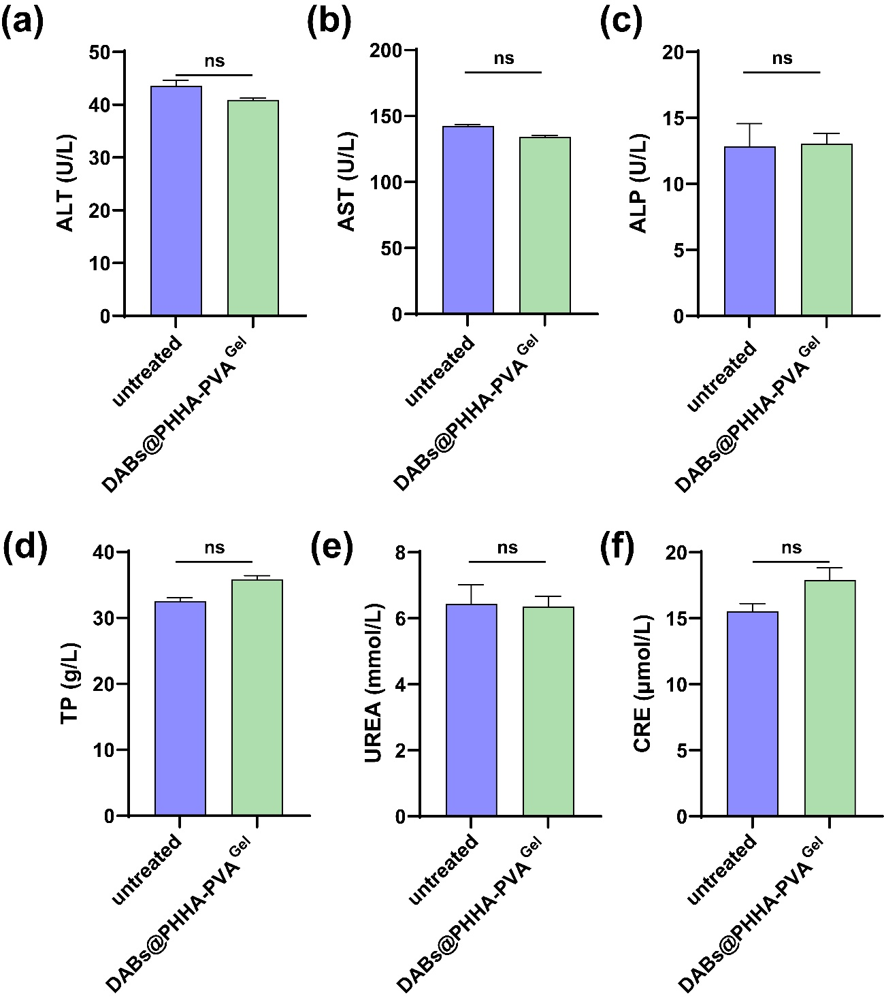 (a)
ALT (U/L)
50
40
30
20
10
0
ns
untreated
DABs@PHHA-PVA Gel
(b)
AST (U/L)
200
150
100
50
0
ns
untreated
DABs@PHHA-PVA Gel
(c)
ALP (U/L)
20
15
10
5
0
ns
untreated
DABs@PHHA-PVA Gel
(d)
TP (g/L)
40
30
20
10
0
ns
untreated
DABs@PHHA-PVA Gel
(e)
UREA (mmol/L)
8
6
4
2
0
ns
untreated
DABs@PHHA-PVA Gel
(f)
CRE (μmol/L)
20
15
10
5
0
ns
untreated
DABs@PHHA-PVA Gel